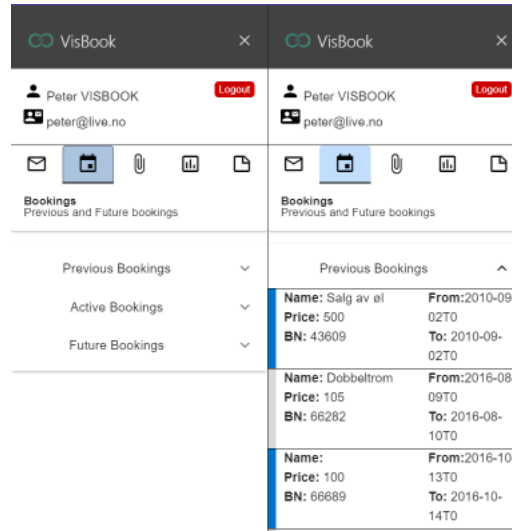 VisBook
Peter VISBOOK
Logout
peter@live.no
Bookings
Previous and Future bookings
Previous Bookings
Active Bookings
Future Bookings
VisBook
Peter VISBOOK
Logout
peter@live.no
Bookings
Previous and Future bookings
Previous Bookings
Name: Salg av øl
Price: 500
BN: 43609
From:2010-09
02T0
To: 2010-09-
02T0
Name: Dobbeltrom
Price: 105
BN: 66282
From:2016-08
09T0
To: 2016-08-
10T0
Name:
Price: 100
BN: 66689
From:2016-10
13T0
To: 2016-10-
14T0